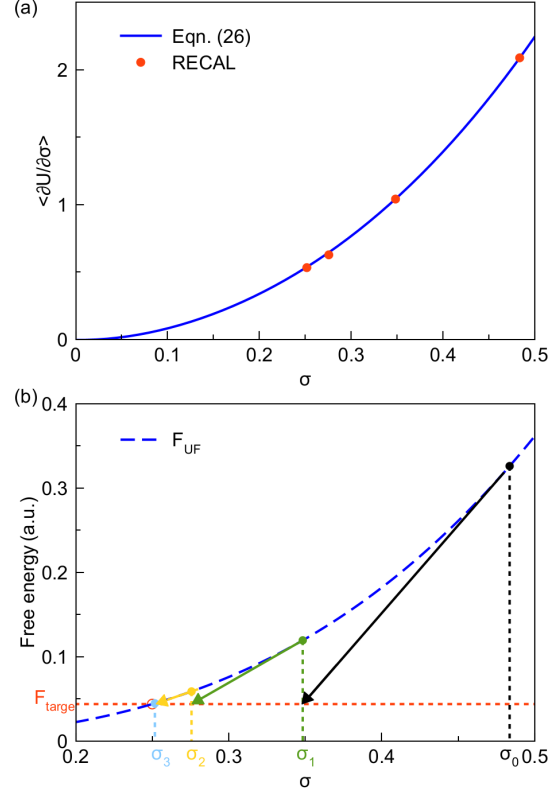 (a)
Eqn. (26)
RECAL
<∂U/∂σ>
2
1
0
0 0.1 0.2 0.3 0.4 0.5
σ
(b)
F_UF
Free energy (a.u.)
0.4
0.3
0.2
0.1
0
F_target
σ_3 σ_2 σ_1 σ_0
0.2 0.3 0.4 0.5
σ